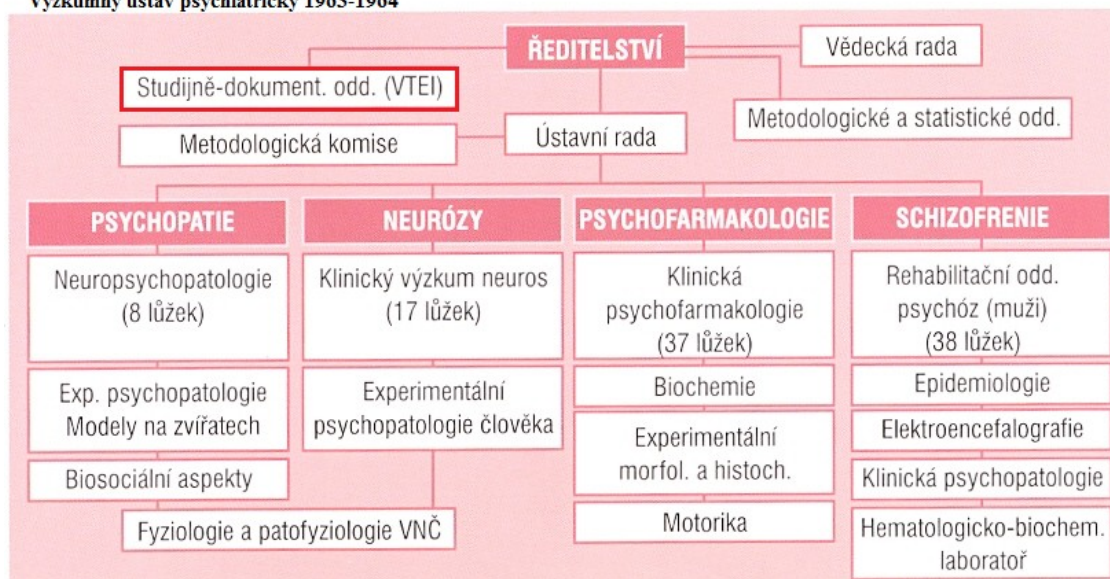 Výzkumný ústav psychiatrický 1963-1964
ŘEDITELSTVÍ
Vědecká rada
Studijně-dokument. odd. (VTEI)
Metodologické a statistické odd.
Metodologická komise
Ústavní rada
PSYCHOPATIE
Neuropsychopatologie
(8 lůžek)
Exp. psychopatologie
Modely na zvířatech
Biosociální aspekty
NEURÓZY
Klinický výzkum neuros
(17 lůžek)
Experimentální
psychopatologie člověka
Fyziologie a patofyziologie VNČ
PSYCHOFARMAKOLOGIE
Klinická
psychofarmakologie
(37 lůžek)
Biochemie
Experimentální
morfol. a histoch.
Motorika
SCHIZOFRENIE
Rehabilitační odd.
psychóz (muži)
(38 lůžek)
Epidemiologie
Elektroencefalografie
Klinická psychopatologie
Hematologicko-biochem.
laboratoř